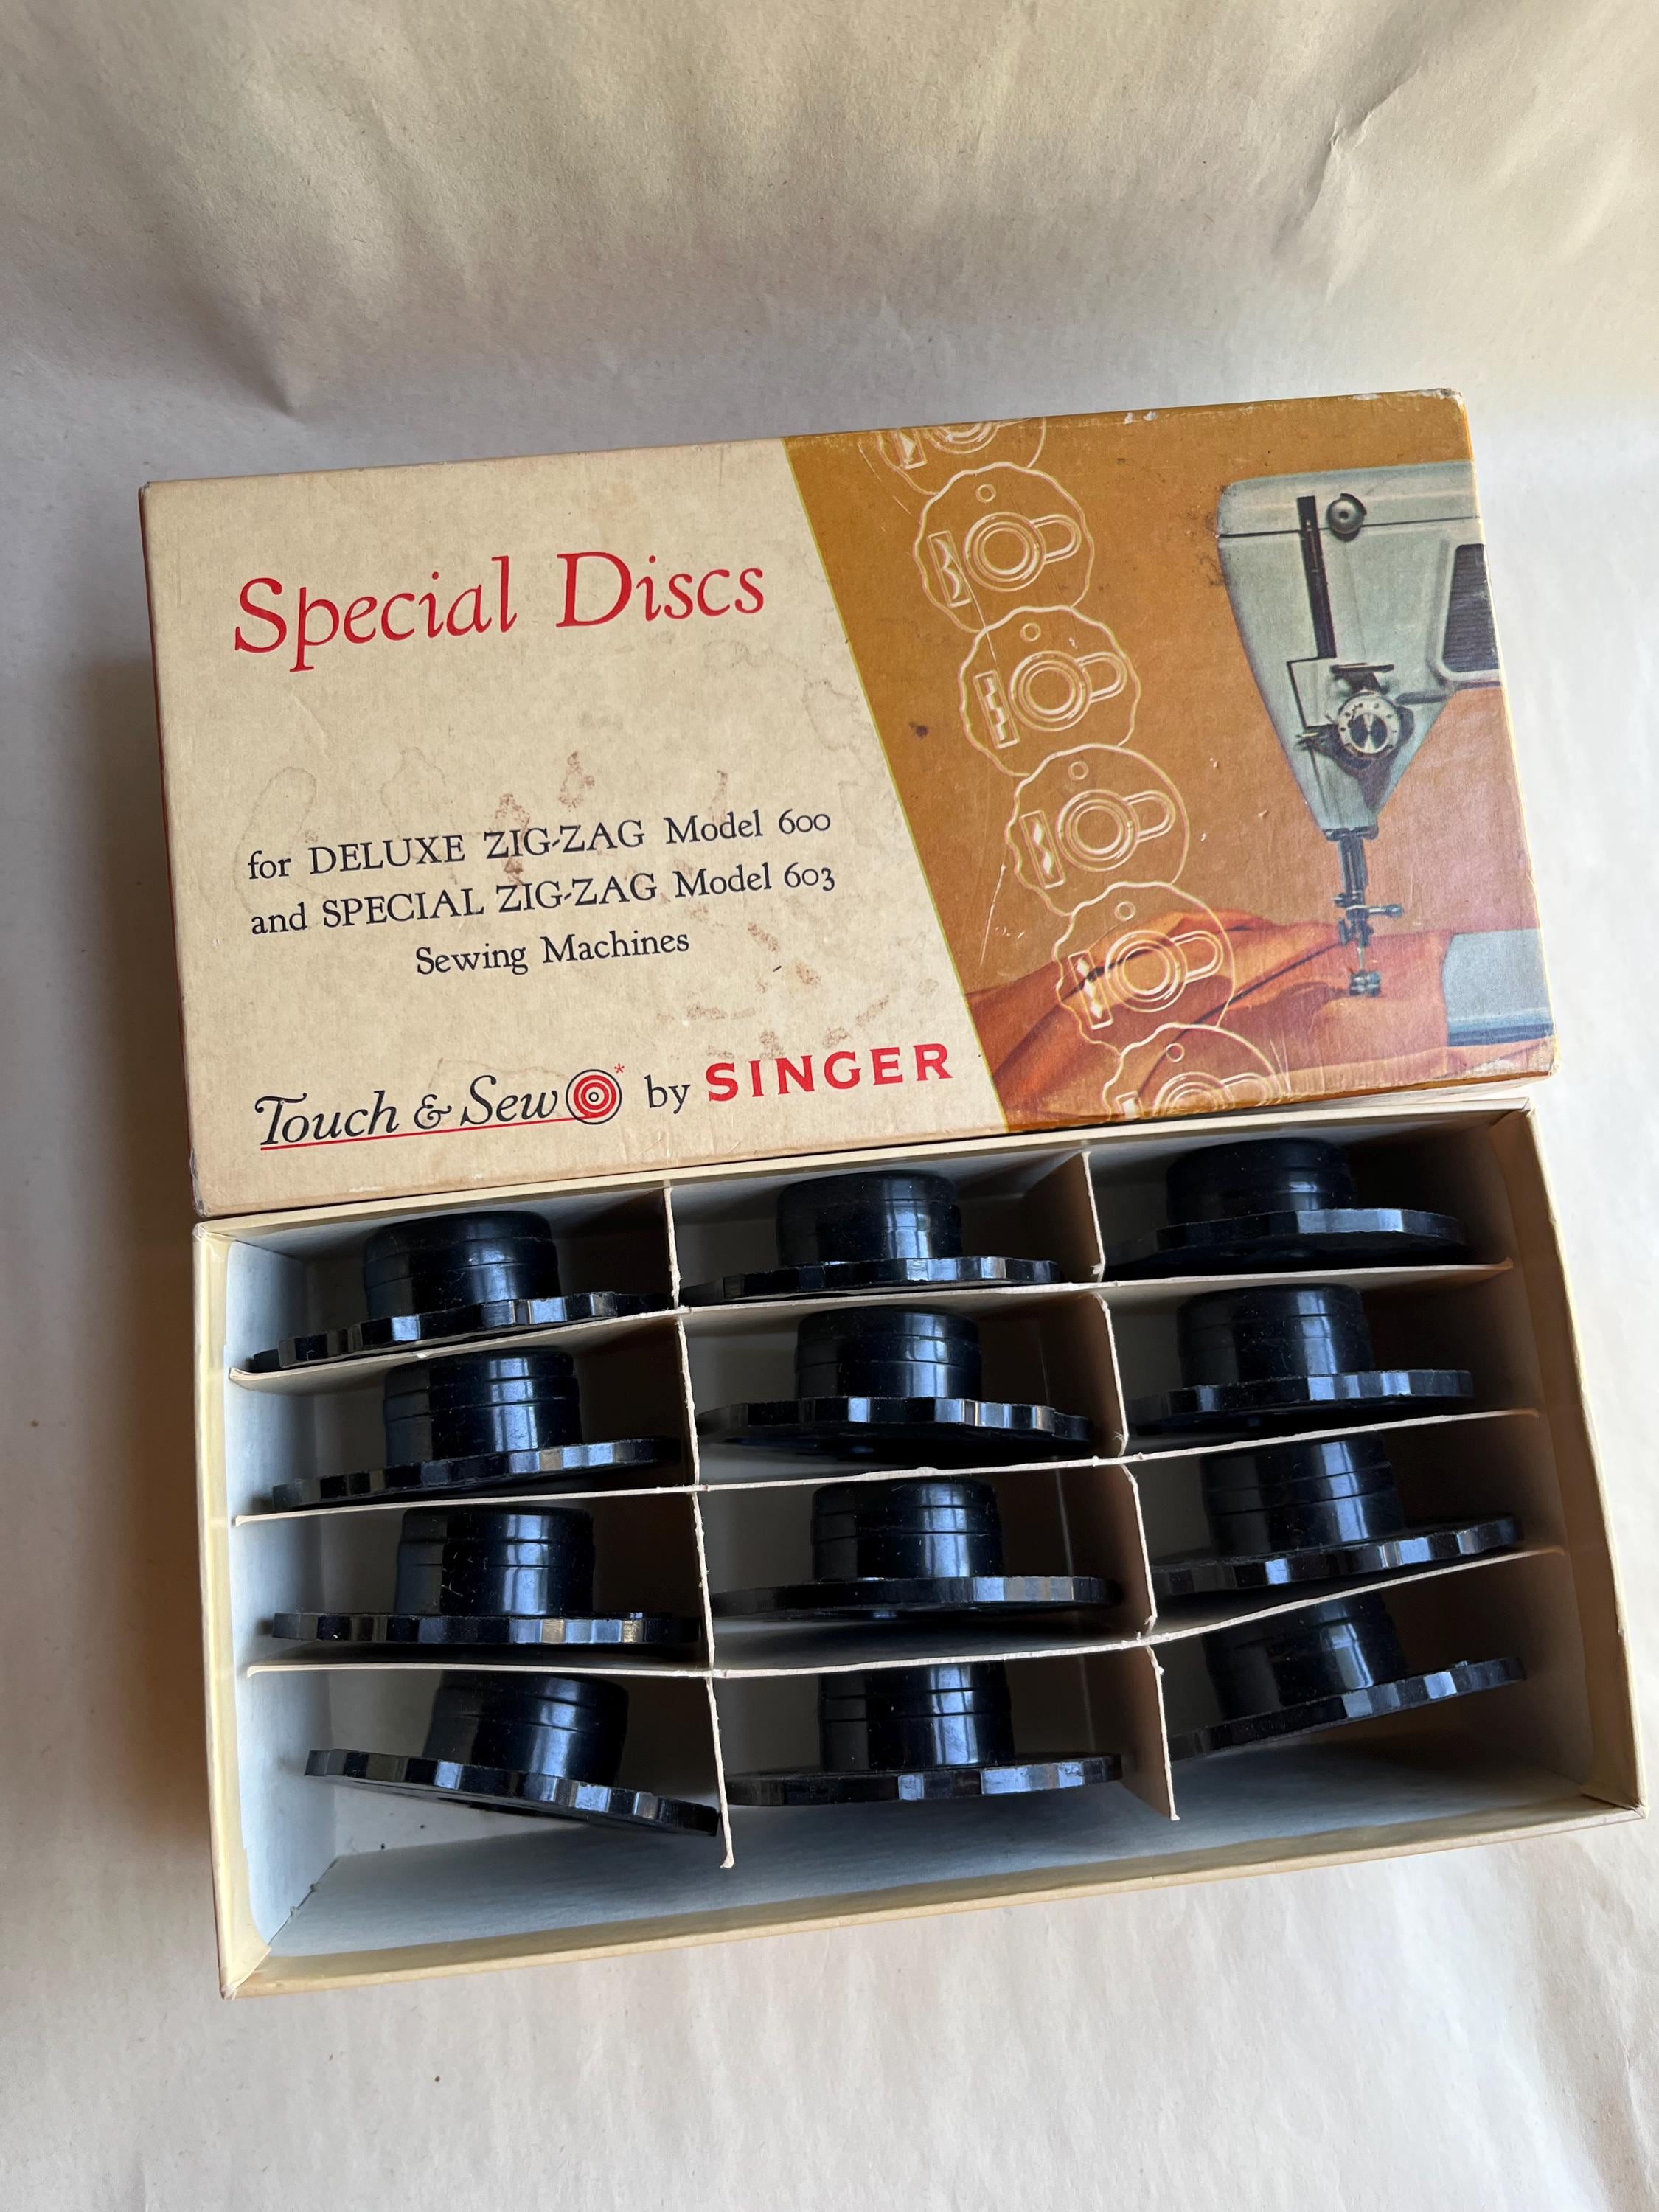 Special Discs
for DELUXE ZIG-ZAG Model 600
and SPECIAL ZIG-ZAG Model 603
Sewing Machines
Touch & Sew* by SINGER